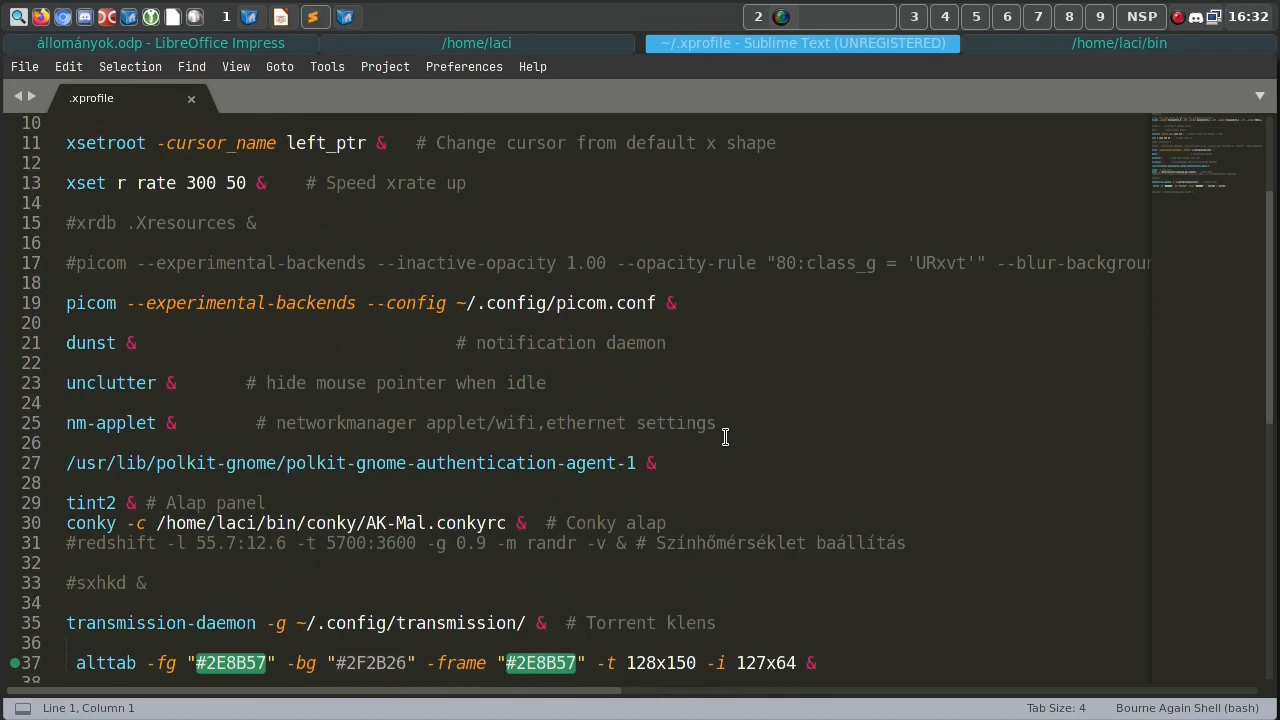 1
2
3
4
5
6
7
8
9
NSP
16:32
állományok.odp - LibreOffice Impress
/home/laci
~/.xprofile - Sublime Text (UNREGISTERED)
/home/laci/bin
File Edit Selection Find View Goto Tools Project Preferences Help
.xprofile
10
11 xsetroot -cursor_name left_ptr & # Change cursor from default x shape
12
13 xset r rate 300 50 & # Speed xrate up
14
15 #xrdb .Xresources &
16
17 #picom --experimental-backends --inactive-opacity 1.00 --opacity-rule "80:class_g = 'URxvt'" --blur-backgroun
18
19 picom --experimental-backends --config ~/.config/picom.conf &
20
21 dunst & # notification daemon
22
23 unclutter & # hide mouse pointer when idle
24
25 nm-applet & # networkmanager applet/wifi,ethernet settings
26
27 /usr/lib/polkit-gnome/polkit-gnome-authentication-agent-1 &
28
29 tint2 & # Alap panel
30 conky -c /home/laci/bin/conky/AK-Mal.conkyrc & # Conky alap
31 #redshift -l 55.7:12.6 -t 5700:3600 -g 0.9 -m randr -v & # Színhőmérséklet baállítás
32
33 #sxhkd &
34
35 transmission-daemon -g ~/.config/transmission/ & # Torrent klens
36
37 alttab -fg "#2E8B57" -bg "#2F2B26" -frame "#2E8B57" -t 128x150 -i 127x64 &
38
Line 1, Column 1
Tab Size: 4
Bourne Again Shell (bash)